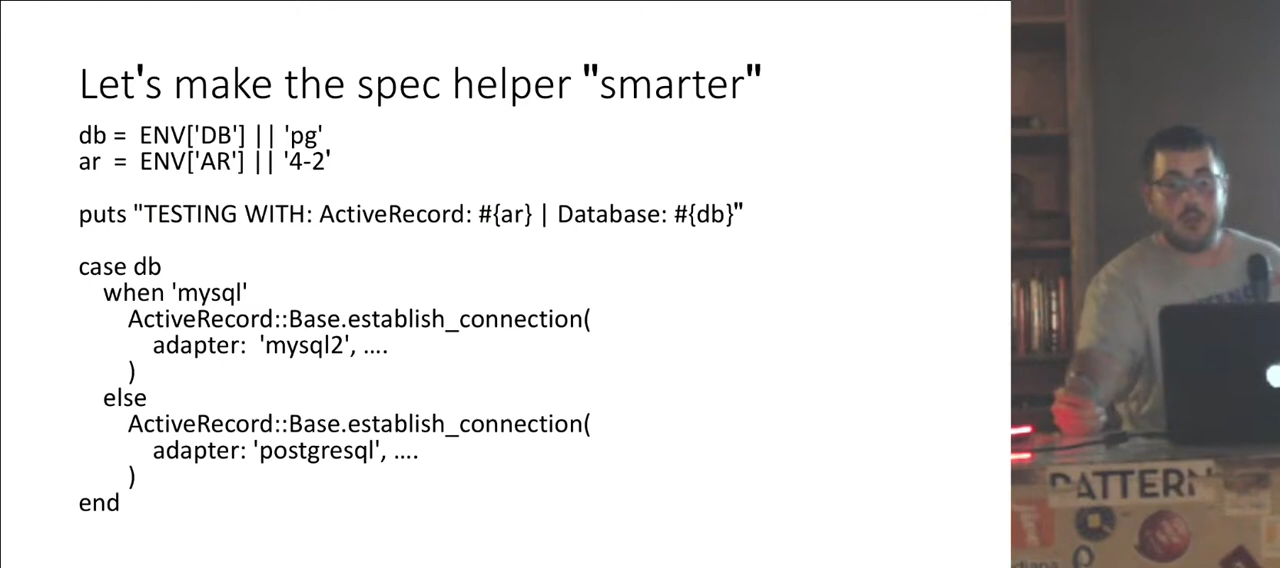 Let's make the spec helper "smarter"
db = ENV['DB'] || 'pg'
ar = ENV['AR'] || '4-2'
puts "TESTING WITH: ActiveRecord: #{ar} | Database: #{db}"
case db
when 'mysql'
ActiveRecord::Base.establish_connection(
adapter: 'mysql2', ....
)
else
ActiveRecord::Base.establish_connection(
adapter: 'postgresql', ....
)
end
PATTERN